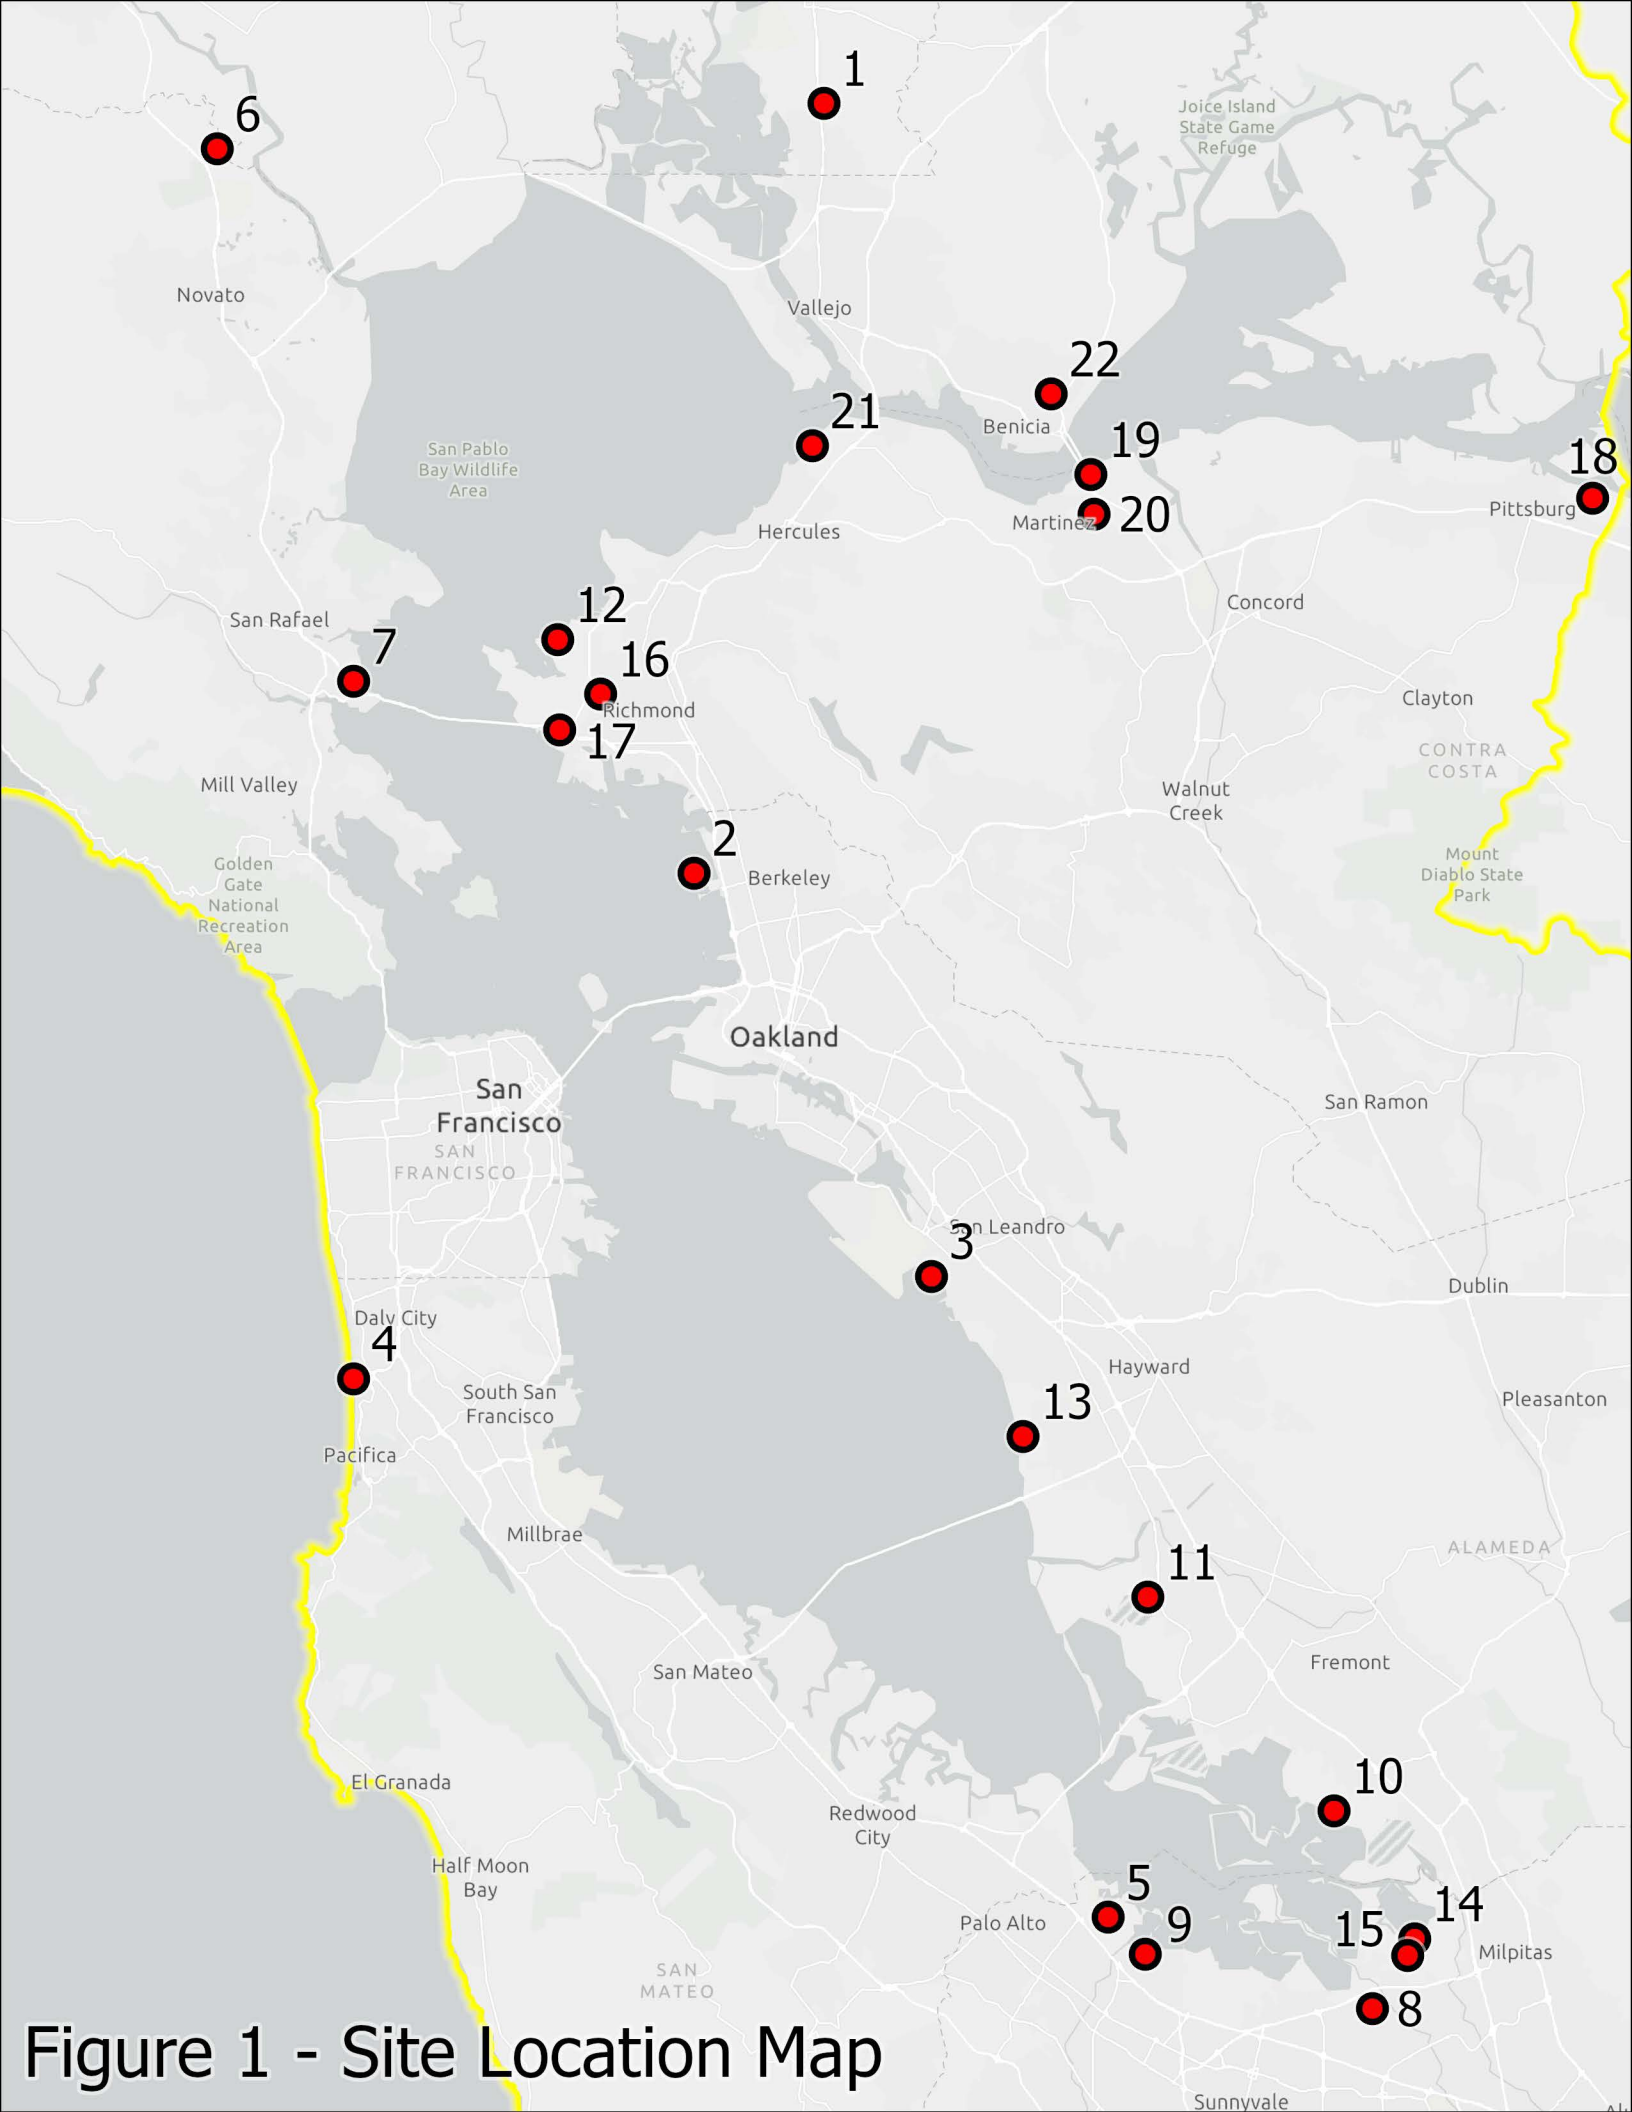 1
6
Joice Island
State Game
Refuge
Novato
Vallejo
22
21
Benicia
19
San Pablo
Bay Wildlife
Area
18
Pittsburg
Martinez
20
Hercules
12
Concord
San Rafael
7
16
Richmond
17
Clayton
CONTRA
COSTA
Mill Valley
Walnut
Creek
2
Berkeley
Golden
Gate
National
Recreation
Area
Mount
Diablo State
Park
Oakland
San
Francisco
SAN
FRANCISCO
San Ramon
San Leandro
3
Dublin
Daly City
4
Hayward
South San
Francisco
Pleasanton
13
Pacifica
Millbrae
ALAMEDA
11
San Mateo
Fremont
El Granada
10
Redwood
City
Half Moon
Bay
5
Palo Alto
9
14
15
Milpitas
SAN
MATEO
8
Figure 1 - Site Location Map
Sunnyvale